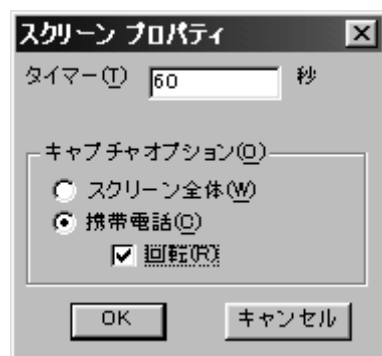 スクリーン プロパティ
タイマー(T) 60 秒
キャプチャオプション(O)
スクリーン全体(W)
携帯電話(C)
回転(R)
OK キャンセル